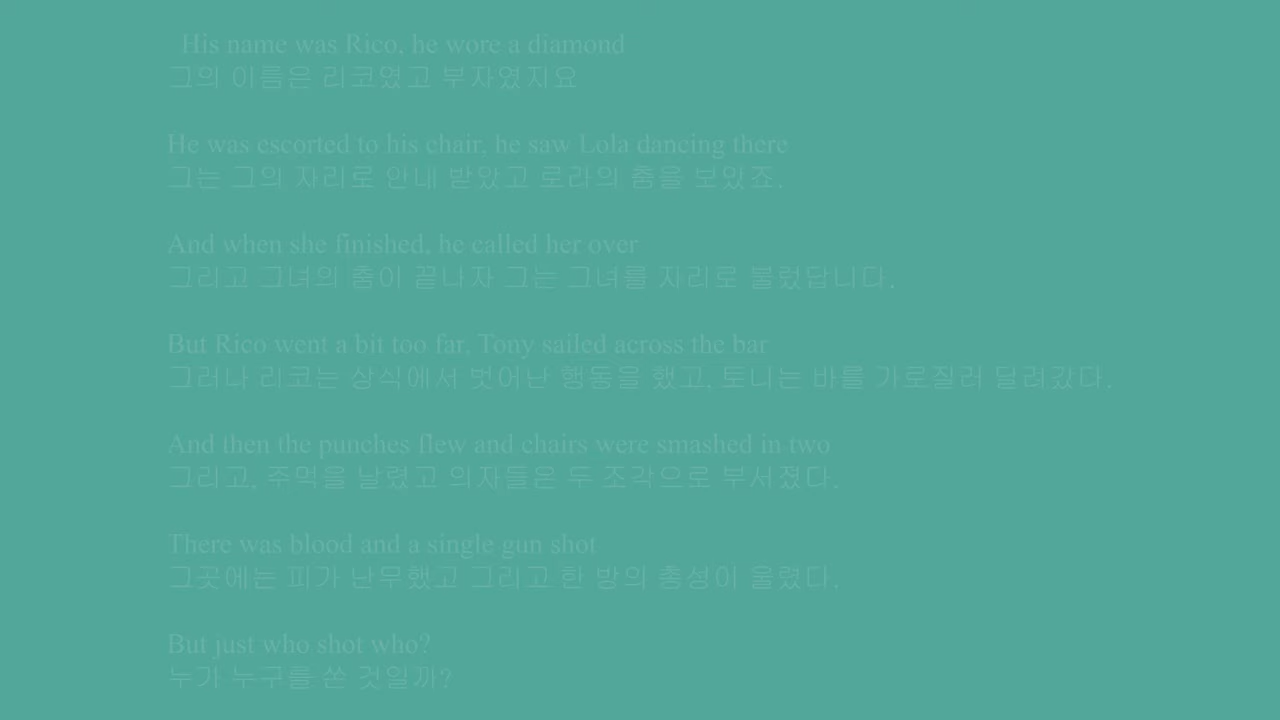 His name was Rico, he wore a diamond
그의 이름은 리코였고 부자였지요
He was escorted to his chair, he saw Lola dancing there
그는 그의 자리로 안내 받았고 로라의 춤을 보았죠.
And when she finished, he called her over
그리고 그녀의 춤이 끝나자 그는 그녀를 자리로 불렀답니다.
But Rico went a bit too far, Tony sailed across the bar
그러나 리코는 상식에서 벗어난 행동을 했고, 토니는 바를 가로질러 달려갔다.
And then the punches flew and chairs were smashed in two
그리고, 주먹을 날렸고 의자들은 두 조각으로 부서졌다.
There was blood and a single gun shot
그곳에는 피가 난무했고 그리고 한 방의 총성이 울렸다.
But just who shot who?
누가 누구를 쏜 것일까?